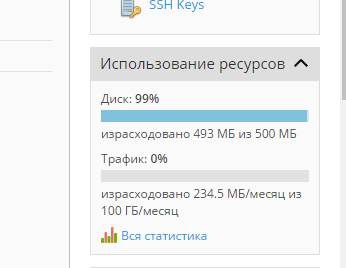 SSH Keys
Использование ресурсов
Диск: 99%
израсходовано 493 МБ из 500 МБ
Трафик: 0%
израсходовано 234.5 МБ/месяц из
100 ГБ/месяц
Вся статистика